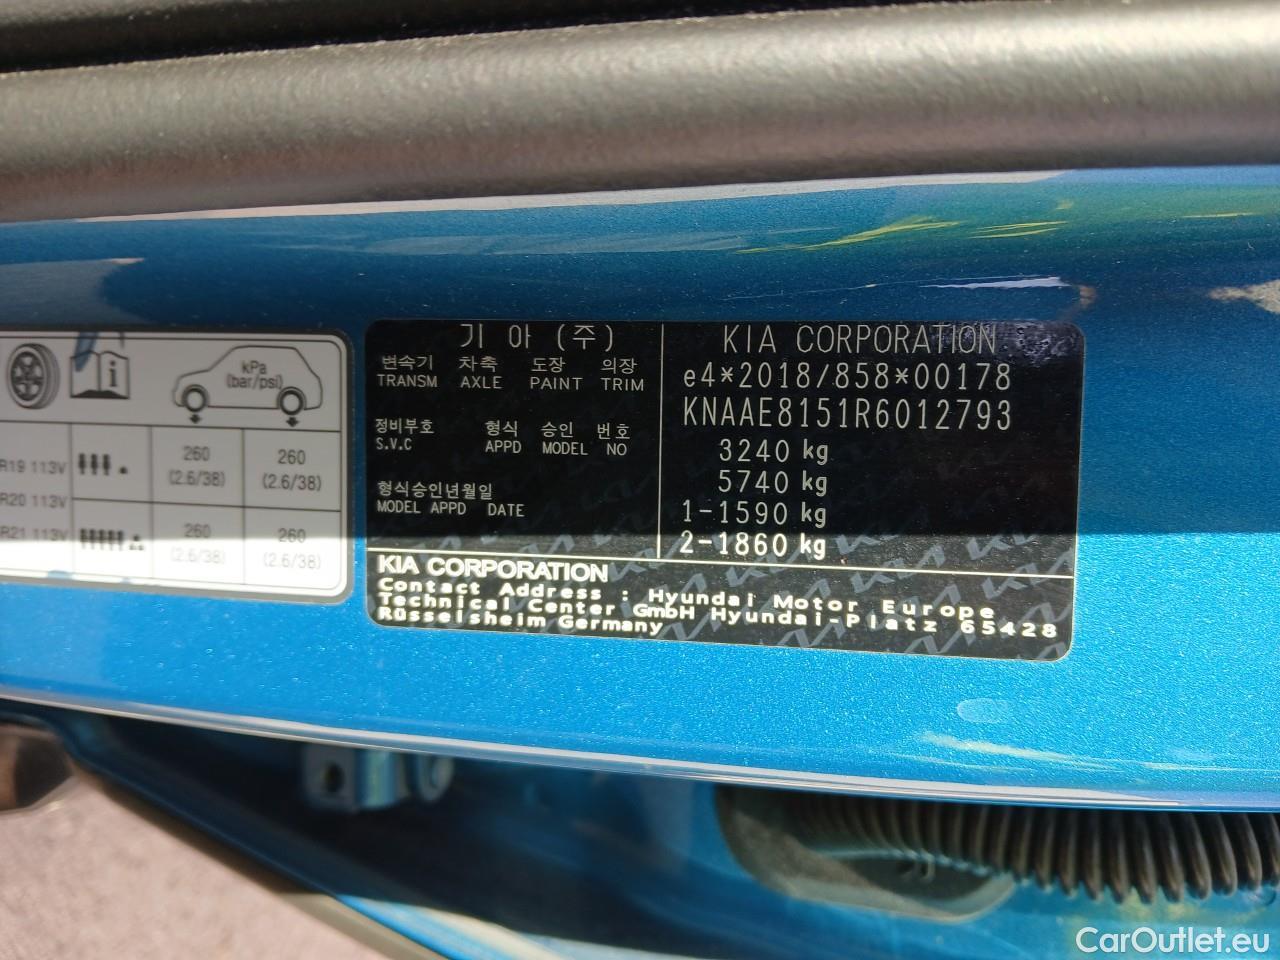 kPa
(bar/psi)
260
(2.6/38)
260
(2.6/38)
R19 113V
R20 113V
R21 113V
260
(2.6/38)
260
(2.6/38)
기 아 (주)
변속기 차축 도장 의장
TRANSM AXLE PAINT TRIM
정비부호 형식 승인 번호
S.V.C APPD MODEL NO
형식승인년월일
MODEL APPD DATE
KIA CORPORATION
e4*2018/858*00178
KNAAE8151R6012793
3240 kg
5740 kg
1-1590 kg
2-1860 kg
KIA CORPORATION
Contact Address : Hyundai Motor Europe
Technical Center GmbH Hyundai-Platz 65428
Rüsselsheim Germany
CarOutlet.eu